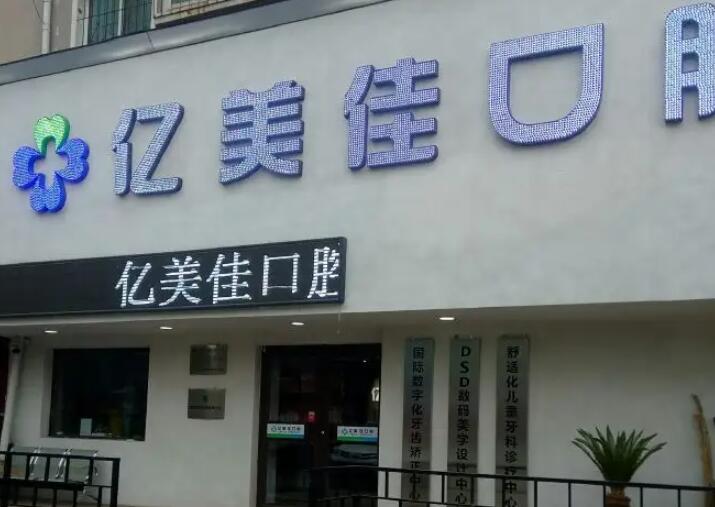 亿美佳口腔
亿美佳口腔
国际数字化牙齿矫正中心
DSD数码美学设计中心
舒适化儿童牙科诊疗中心